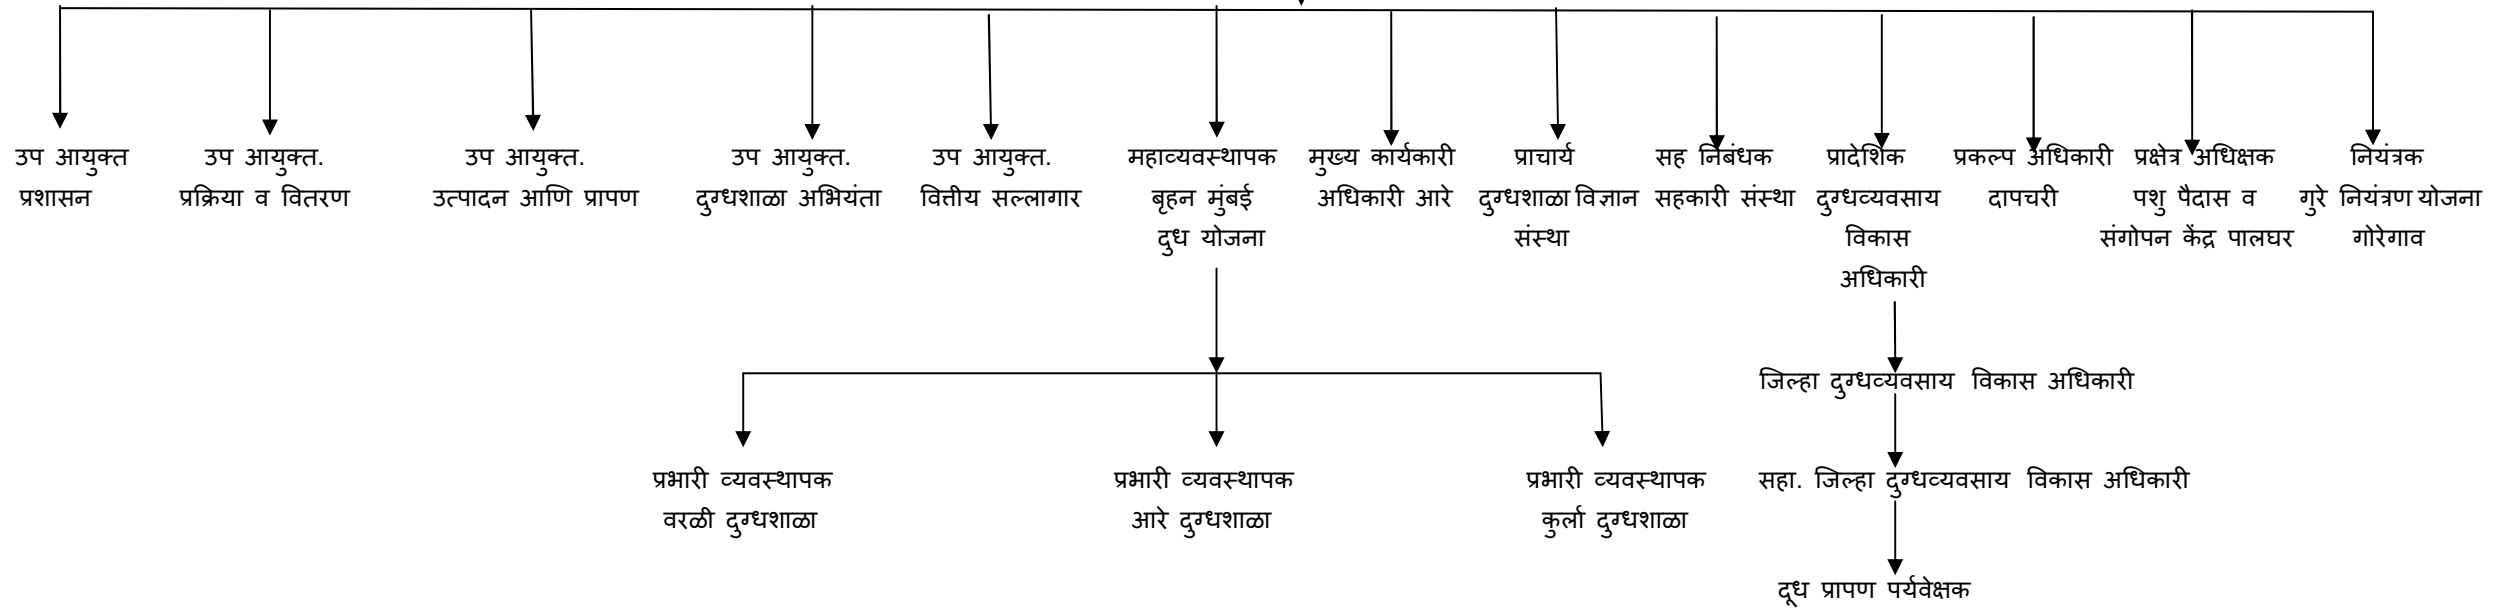 उप आयुक्त
प्रशासन
उप आयुक्त.
प्रक्रिया व वितरण
उप आयुक्त.
उत्पादन आणि प्रापण
उप आयुक्त.
दुग्धशाळा अभियंता
उप आयुक्त.
वित्तीय सल्लागार
महाव्यवस्थापक
बृहन मुंबई
दुध योजना
मुख्य कार्यकारी
अधिकारी आरे
प्राचार्य
दुग्धशाळा विज्ञान
संस्था
सह निबंधक
सहकारी संस्था
प्रादेशिक
दुग्धव्यवसाय
विकास
अधिकारी
प्रकल्प अधिकारी
दापचरी
प्रक्षेत्र अधिक्षक
पशु पैदास व
संगोपन केंद्र पालघर
नियंत्रक
गुरे नियंत्रण योजना
गोरेगाव
जिल्हा दुग्धव्यवसाय विकास अधिकारी
प्रभारी व्यवस्थापक
वरळी दुग्धशाळा
प्रभारी व्यवस्थापक
आरे दुग्धशाळा
प्रभारी व्यवस्थापक
कुर्ला दुग्धशाळा
सहा. जिल्हा दुग्धव्यवसाय विकास अधिकारी
दूध प्रापण पर्यवेक्षक